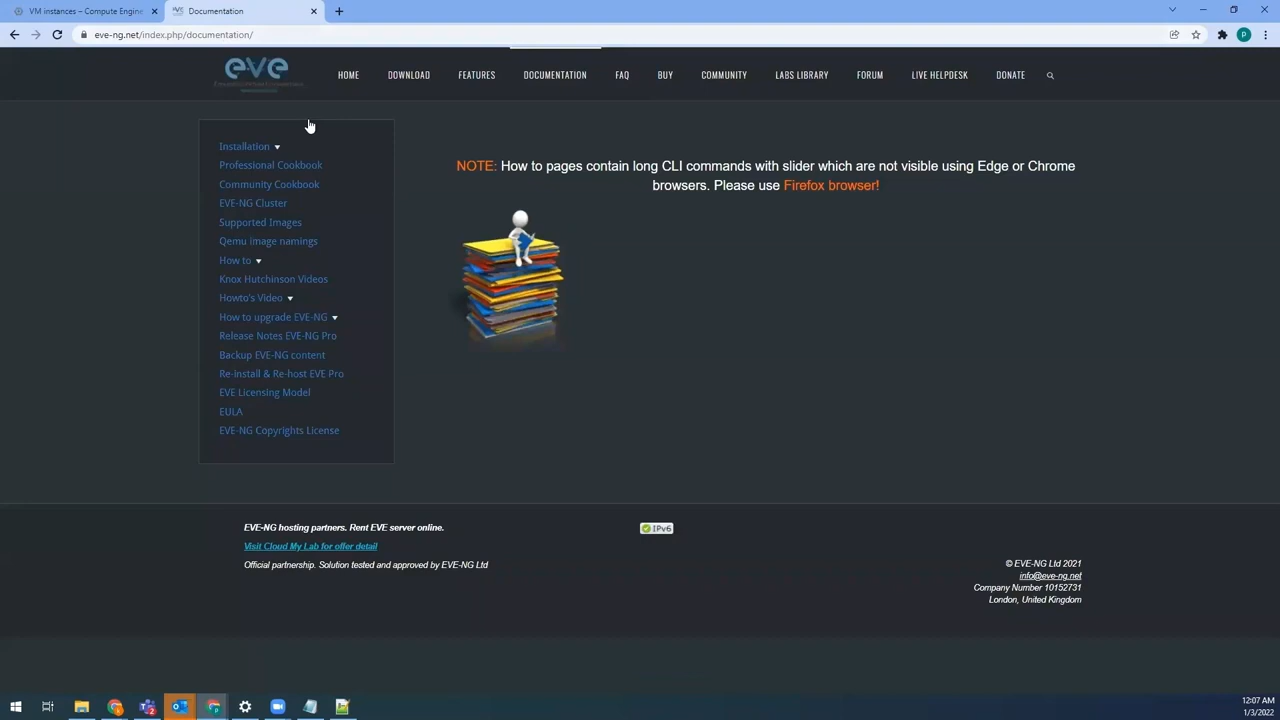 VM instances – Compute Engine
Documentation
eve-ng.net/index.php/documentation/
P
eve
HOME
DOWNLOAD
FEATURES
DOCUMENTATION
FAQ
BUY
COMMUNITY
LABS LIBRARY
FORUM
LIVE HELPDESK
DONATE
Installation
Professional Cookbook
Community Cookbook
EVE-NG Cluster
Supported Images
Qemu image namings
How to
Knox Hutchinson Videos
Howto's Video
How to upgrade EVE-NG
Release Notes EVE-NG Pro
Backup EVE-NG content
Re-install & Re-host EVE Pro
EVE Licensing Model
EULA
EVE-NG Copyrights License
NOTE: How to pages contain long CLI commands with slider which are not visible using Edge or Chrome
browsers. Please use Firefox browser!
EVE-NG hosting partners. Rent EVE server online.
Visit Cloud My Lab for offer detail
Official partnership. Solution tested and approved by EVE-NG Ltd
IPv6
© EVE-NG Ltd 2021
info@eve-ng.net
Company Number 10152731
London, United Kingdom
12:07 AM
1/3/2022